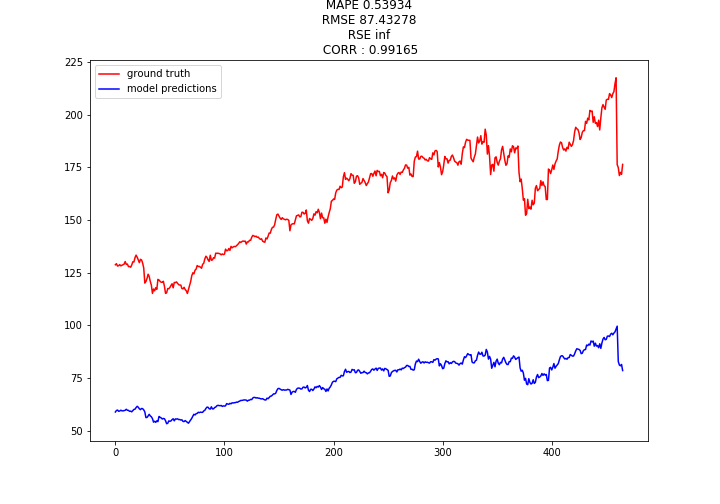 MAPE 0.53934
RMSE 87.43278
RSE inf
CORR : 0.99165
225
200
175
150
125
100
75
50
ground truth
model predictions
0
100
200
300
400